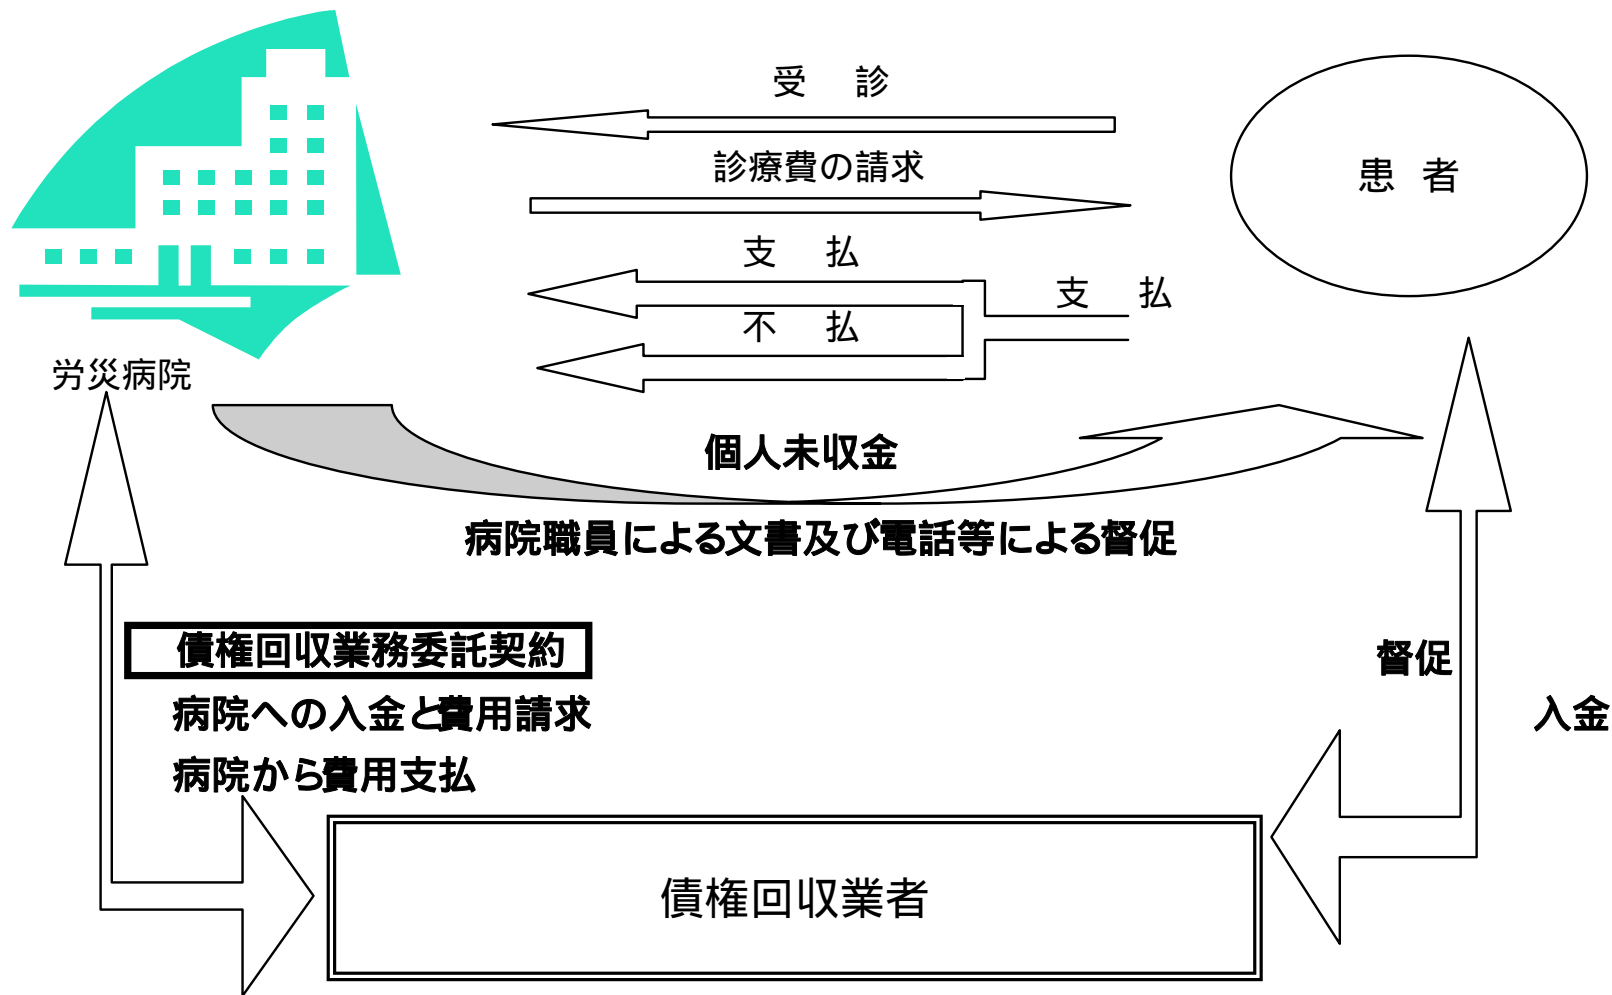 受 診
診療費の請求
患 者
支 払
支 払
不 払
労災病院
個人未収金
病院職員による文書及び電話等による督促
債権回収業務委託契約
督促
病院への入金と費用請求
入金
病院から費用支払
債権回収業者